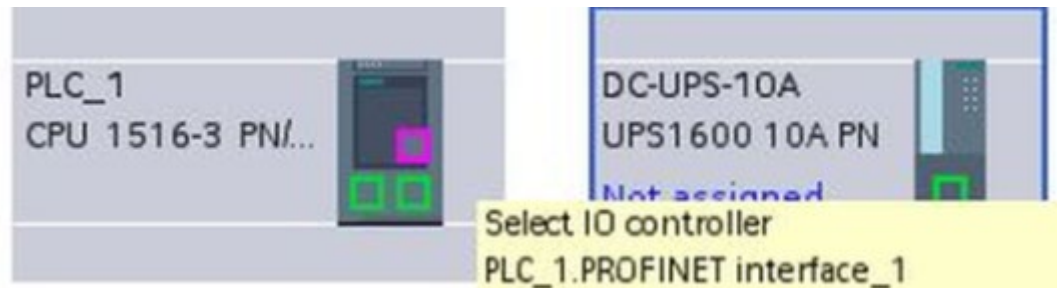 PLC_1
CPU 1516-3 PN/...
DC-UPS-10A
UPS1600 10A PN
Not assigned
Select IO controller
PLC_1.PROFINET interface_1